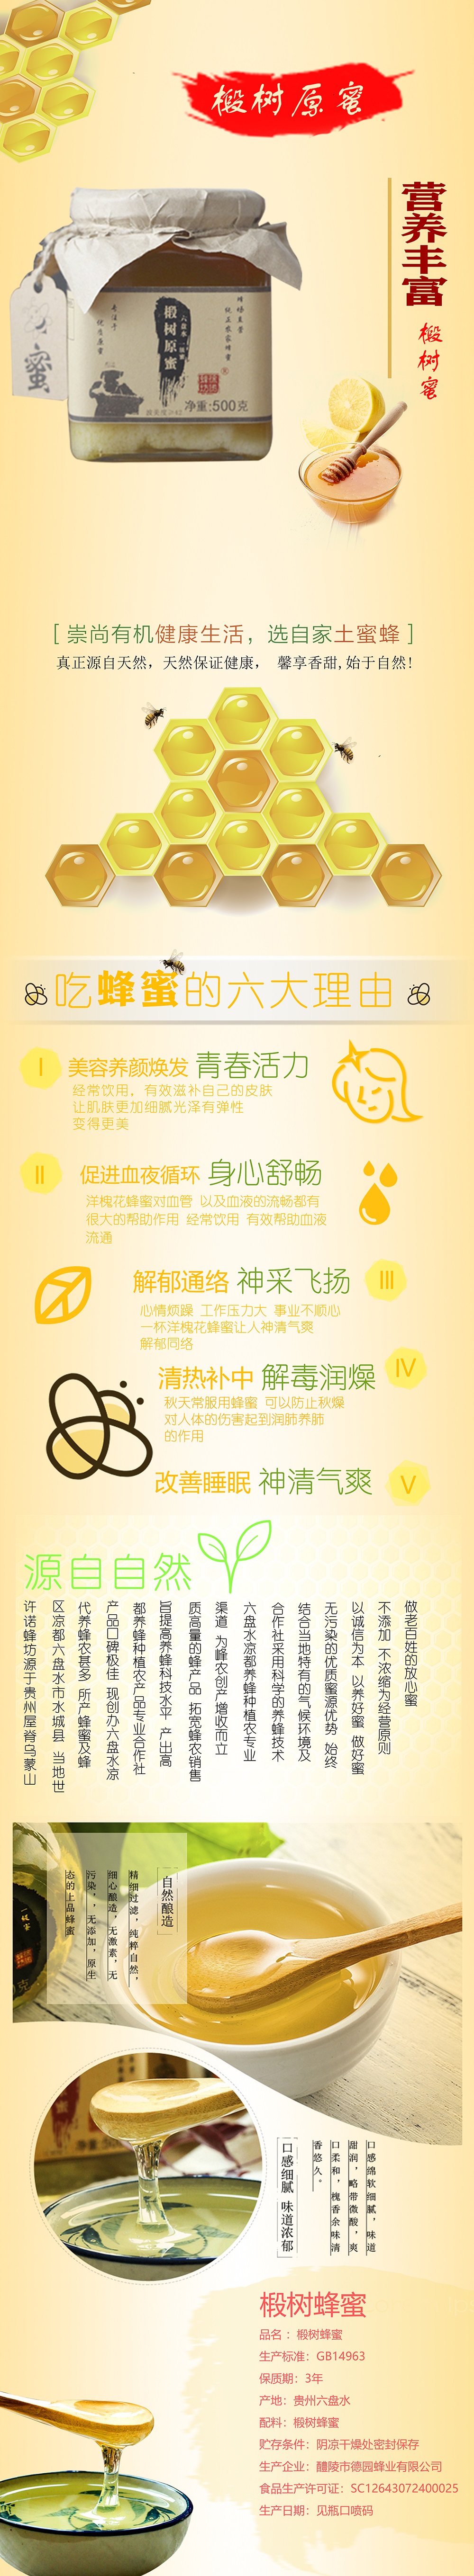 椴树原蜜
营养丰富
椴树蜜
蜜
六盘水
椴树原蜜
净重:500克
[ 崇尚有机健康生活，选自家土蜜蜂 ]
真正源自天然，天然保证健康， 馨享香甜,始于自然!
吃蜂蜜的六大理由
I 美容养颜焕发 青春活力
经常饮用，有效滋补自己的皮肤
让肌肤更加细腻光泽有弹性
变得更美
II 促进血夜循环 身心舒畅
洋槐花蜂蜜对血管 以及血液的流畅都有
很大的帮助作用 经常饮用 有效帮助血液
流通
解郁通络 神采飞扬 III
心情烦躁 工作压力大 事业不顺心
一杯洋槐花蜂蜜让人神清气爽
解郁同络
清热补中 解毒润燥 IV
秋天常服用蜂蜜 可以防止秋燥
对人体的伤害起到润肺养肺
的作用
改善睡眠 神清气爽 V
源自自然
许诺蜂坊源于贵州屋脊乌蒙山
区凉都六盘水市水城县 当地世
代养蜂农甚多 所产蜂蜜及蜂
产品口碑极佳 现创办六盘水凉
都养蜂种植农产品专业合作社
旨提高养蜂科技水平 产出高
质高量的蜂产品 拓宽蜂农销售
渠道 为峰农创产增收而立
六盘水凉都养蜂种植农专业
合作社采用科学的养蜂技术
结合当地特有的气候环境及
无污染的优质蜜源优势 始终
以诚信为本 以养好蜜 做好蜜
不添加 不浓缩为经营原则
做老百姓的放心蜜
自然酿造
精细过滤，纯粹自然，
细心酿造，无激素，无
污染，，无添加，原生
态的上品蜂蜜
口感绵软细腻，味道
甜润，略带微酸，爽
口柔和，槐香余味清
香悠久。
口感细腻 味道浓郁
椴树蜂蜜
品名 ：椴树蜂蜜
生产标准：GB14963
保质期：3年
产地：贵州六盘水
配料：椴树蜂蜜
贮存条件：阴凉干燥处密封保存
生产企业：醴陵市德园蜂业有限公司
食品生产许可证：SC12643072400025
生产日期：见瓶口喷码